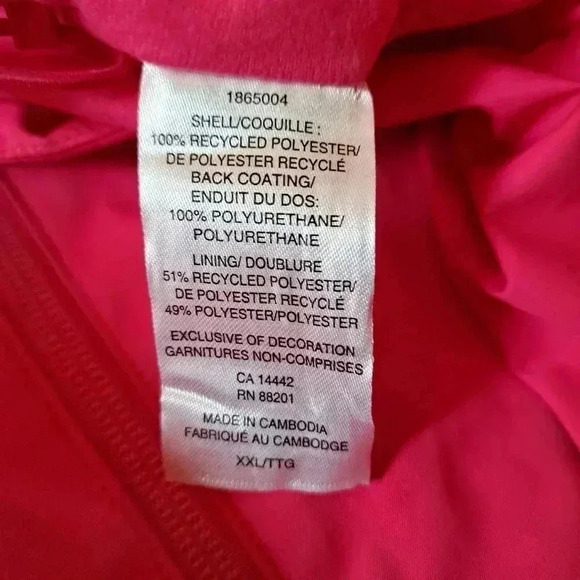 1865004
SHELL/COQUILLE :
100% RECYCLED POLYESTER/
DE POLYESTER RECYCLÉ
BACK COATING/
ENDUIT DU DOS:
100% POLYURETHANE/
POLYURETHANE
LINING/ DOUBLURE
51% RECYCLED POLYESTER/
DE POLYESTER RECYCLÉ
49% POLYESTER/POLYESTER
EXCLUSIVE OF DECORATION
GARNITURES NON-COMPRISES
CA 14442
RN 88201
MADE IN CAMBODIA
FABRIQUÉ AU CAMBODGE
XXL/TTG